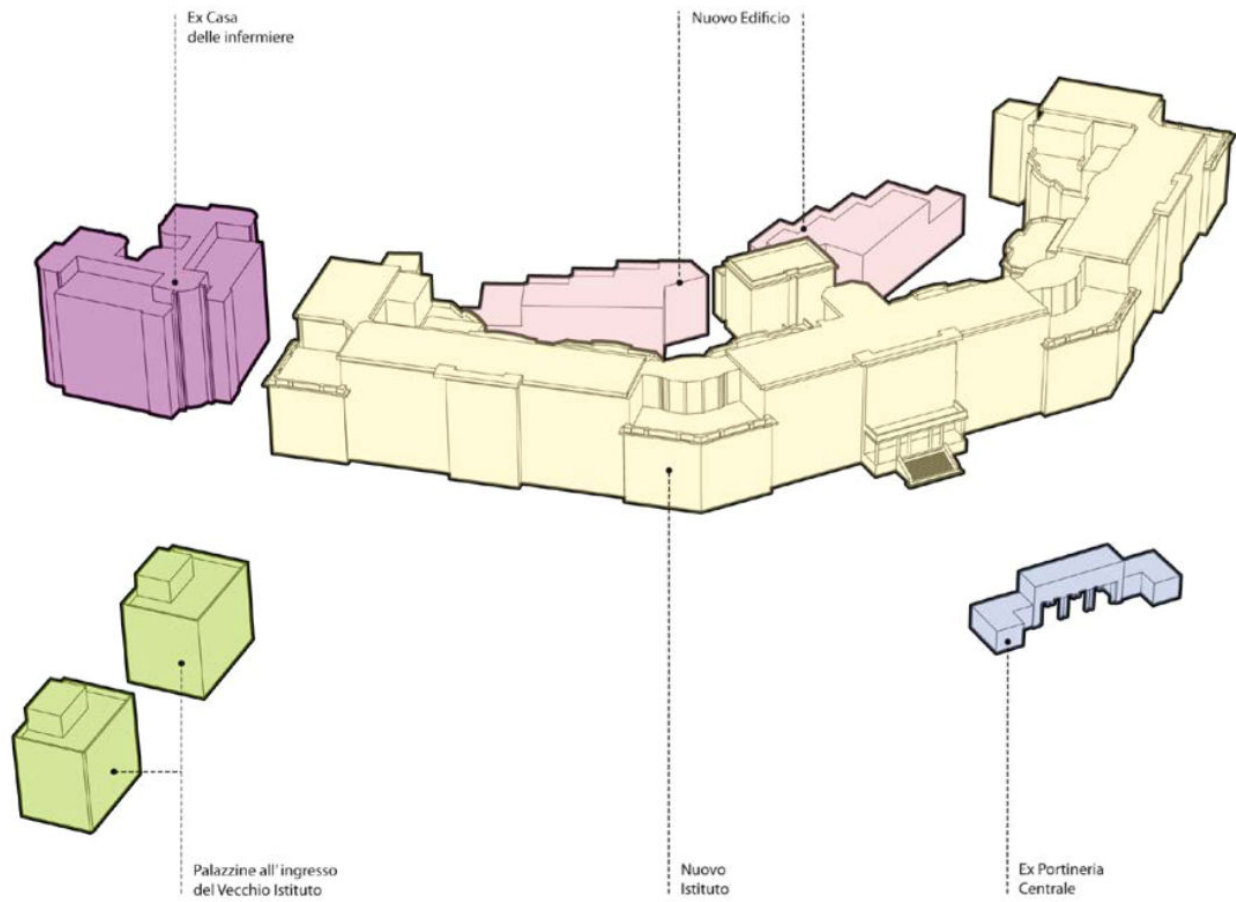 Ex Casa
delle infermiere
Nuovo Edificio
Palazzine all' ingresso
del Vecchio Istituto
Nuovo
Istituto
Ex Portineria
Centrale